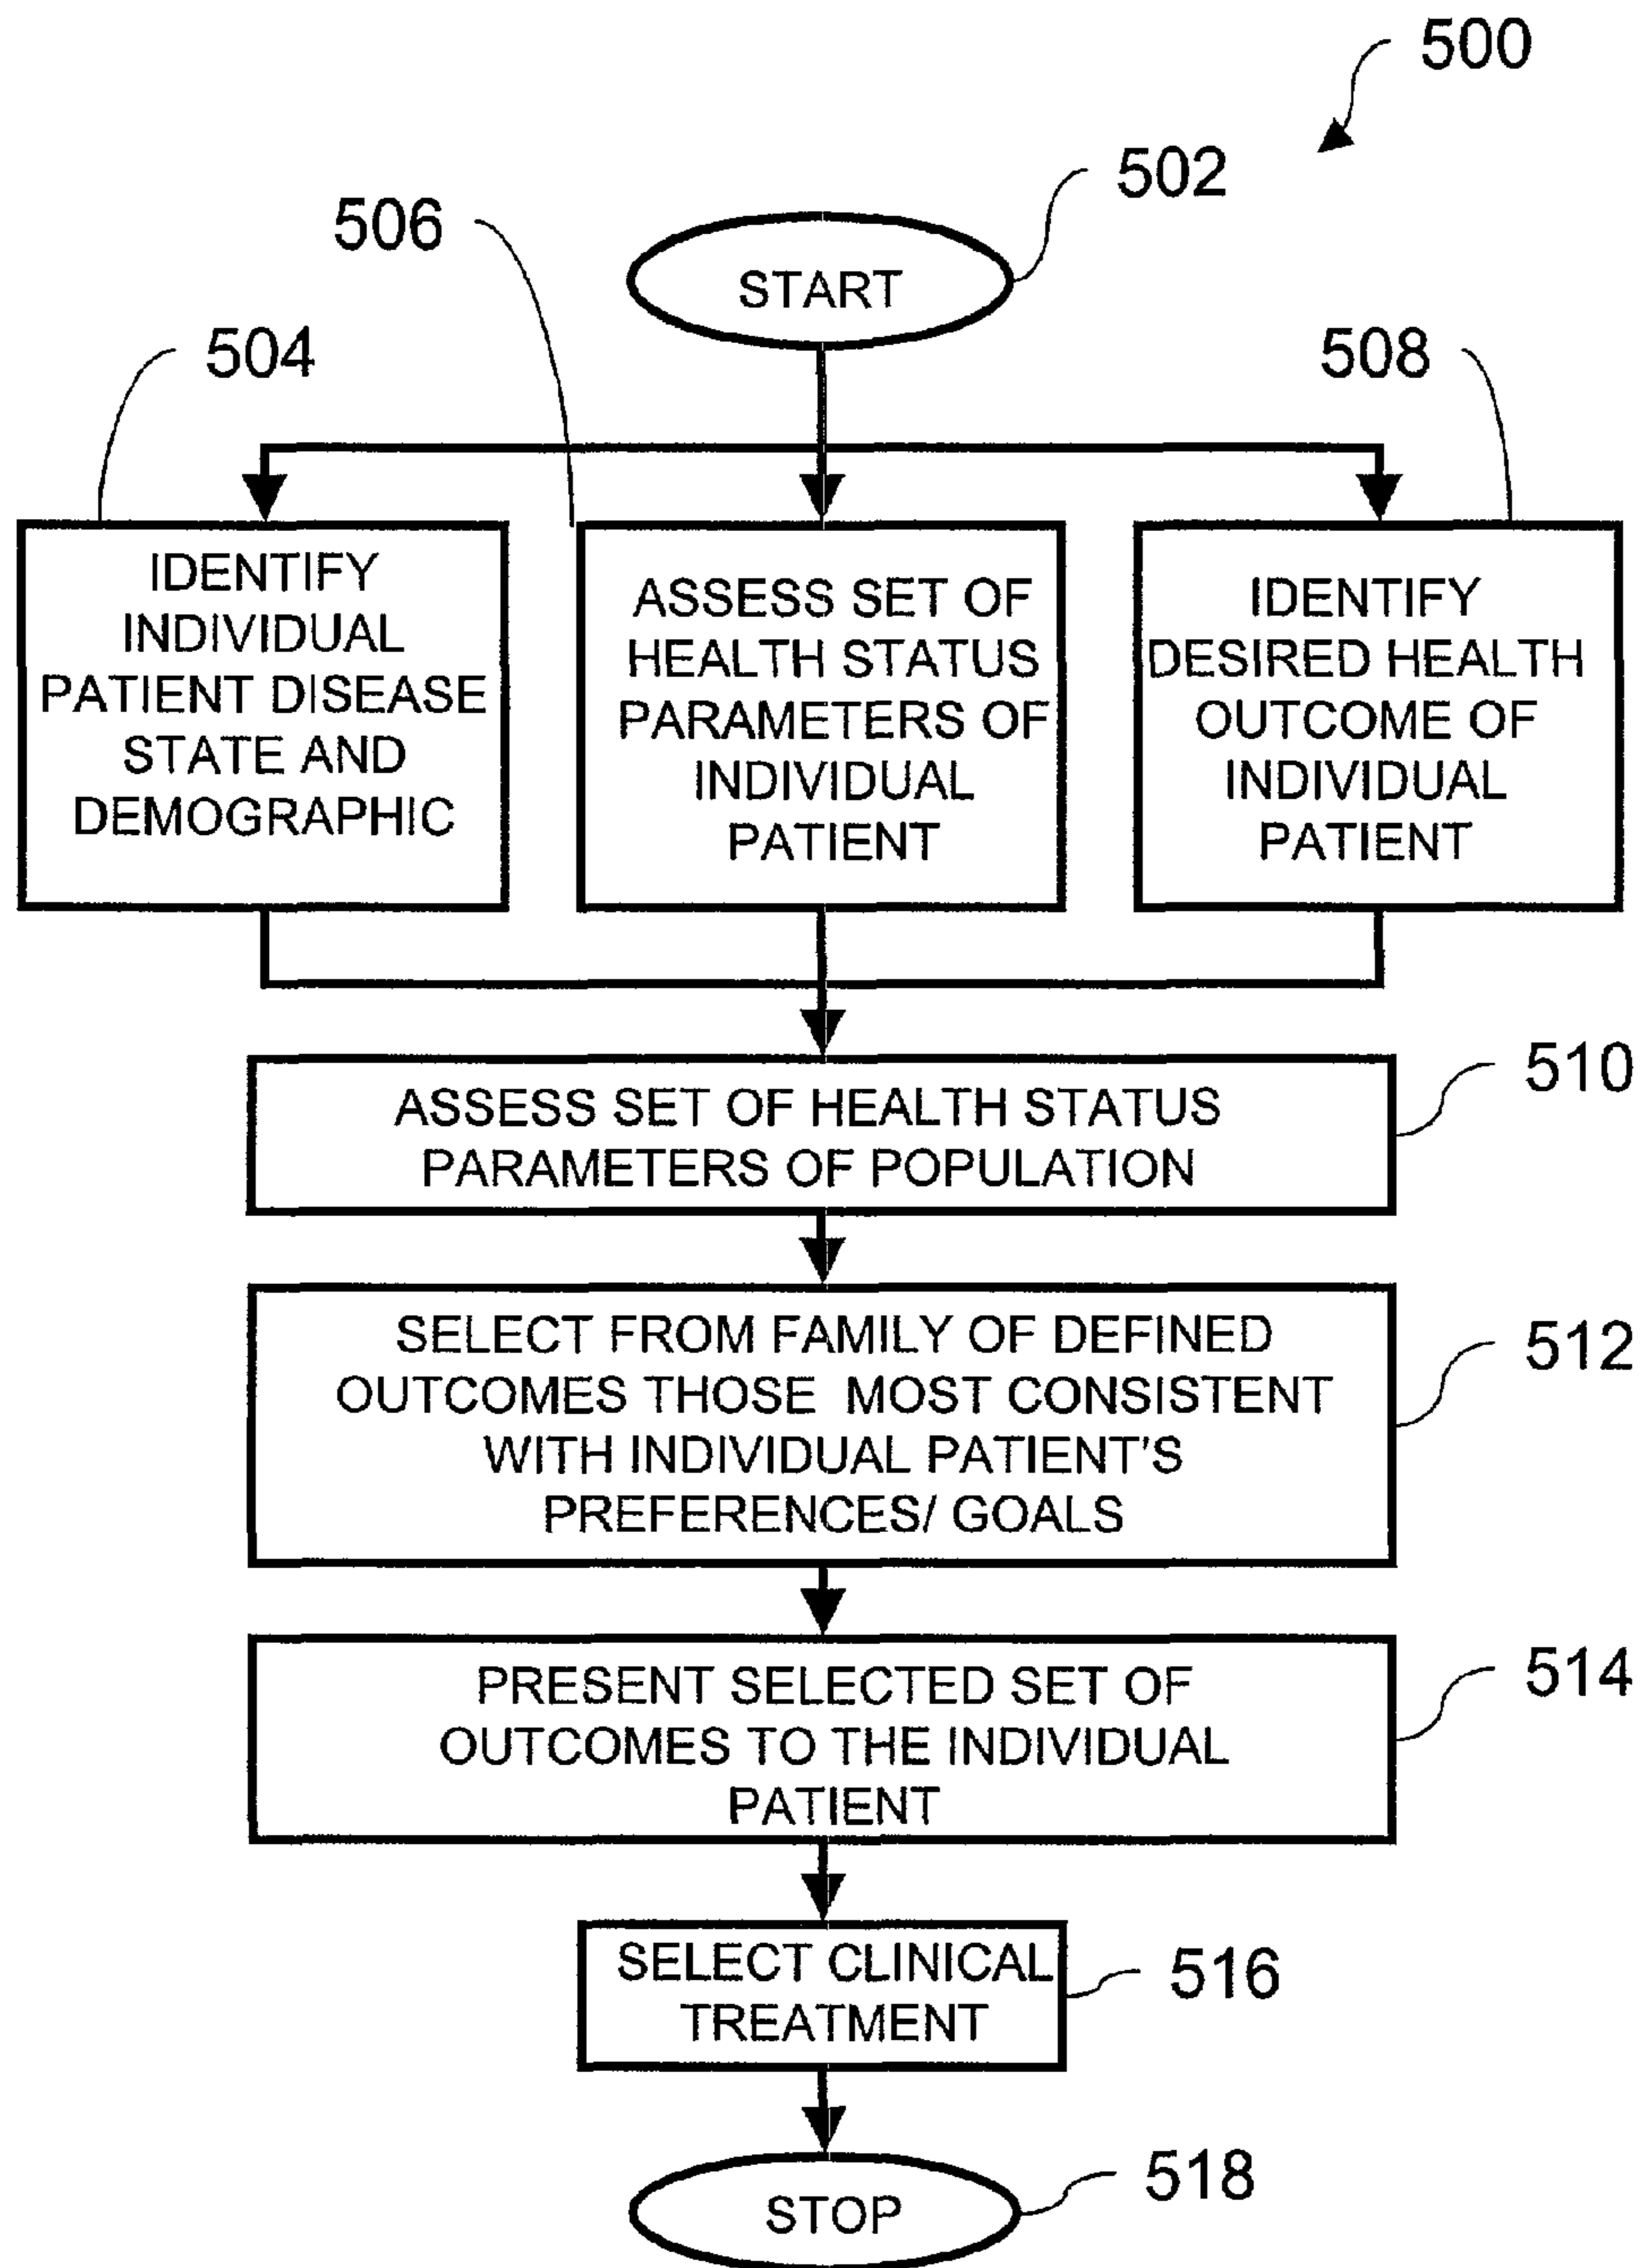 500
502
506
START
504
508
IDENTIFY
INDIVIDUAL
PATIENT DISEASE
STATE AND
DEMOGRAPHIC
ASSESS SET OF
HEALTH STATUS
PARAMETERS OF
INDIVIDUAL
PATIENT
IDENTIFY
DESIRED HEALTH
OUTCOME OF
INDIVIDUAL
PATIENT
510
ASSESS SET OF HEALTH STATUS
PARAMETERS OF POPULATION
512
SELECT FROM FAMILY OF DEFINED
OUTCOMES THOSE MOST CONSISTENT
WITH INDIVIDUAL PATIENT'S
PREFERENCES/ GOALS
514
PRESENT SELECTED SET OF
OUTCOMES TO THE INDIVIDUAL
PATIENT
516
SELECT CLINICAL
TREATMENT
518
STOP